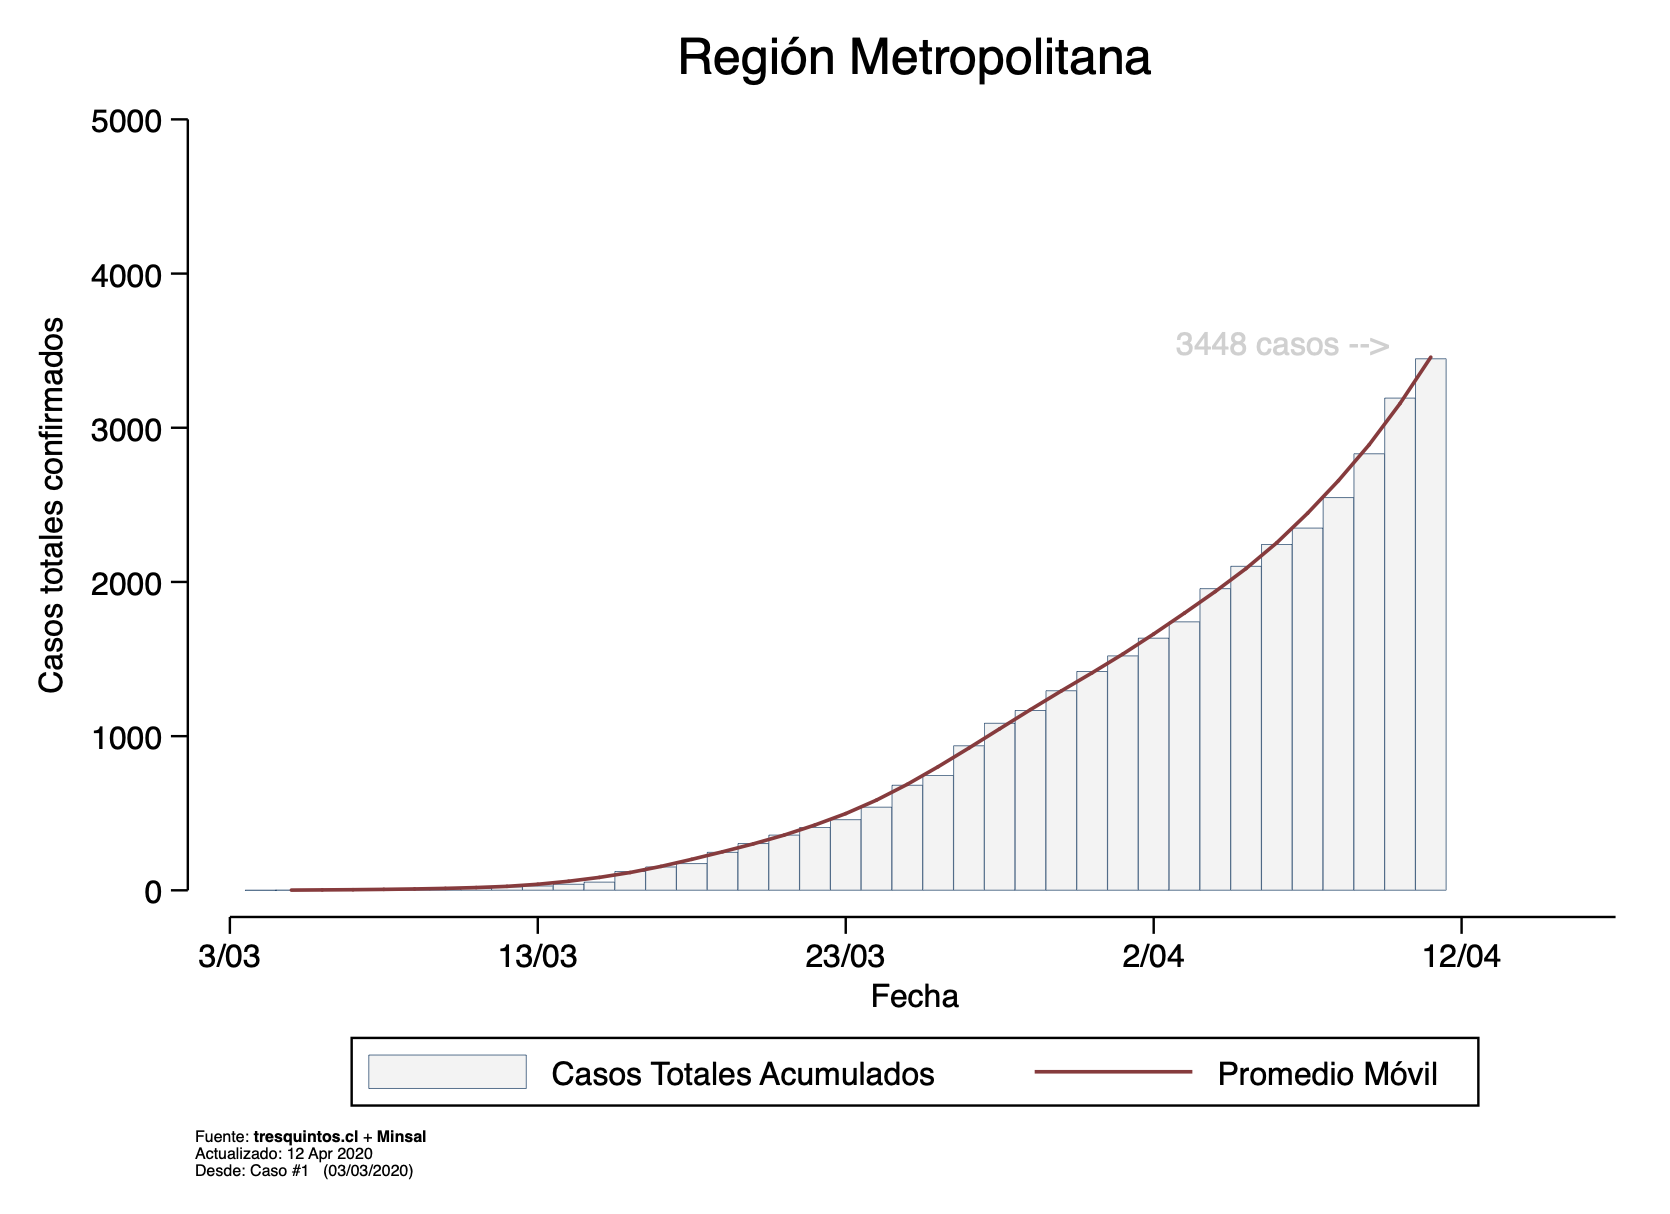 Región Metropolitana
Casos totales confirmados
5000
4000
3000
2000
1000
0
3448 casos -->
3/03 13/03 23/03 2/04 12/04
Fecha
Casos Totales Acumulados Promedio Móvil
Fuente: tresquintos.cl + Minsal
Actualizado: 12 Apr 2020
Desde: Caso #1 (03/03/2020)